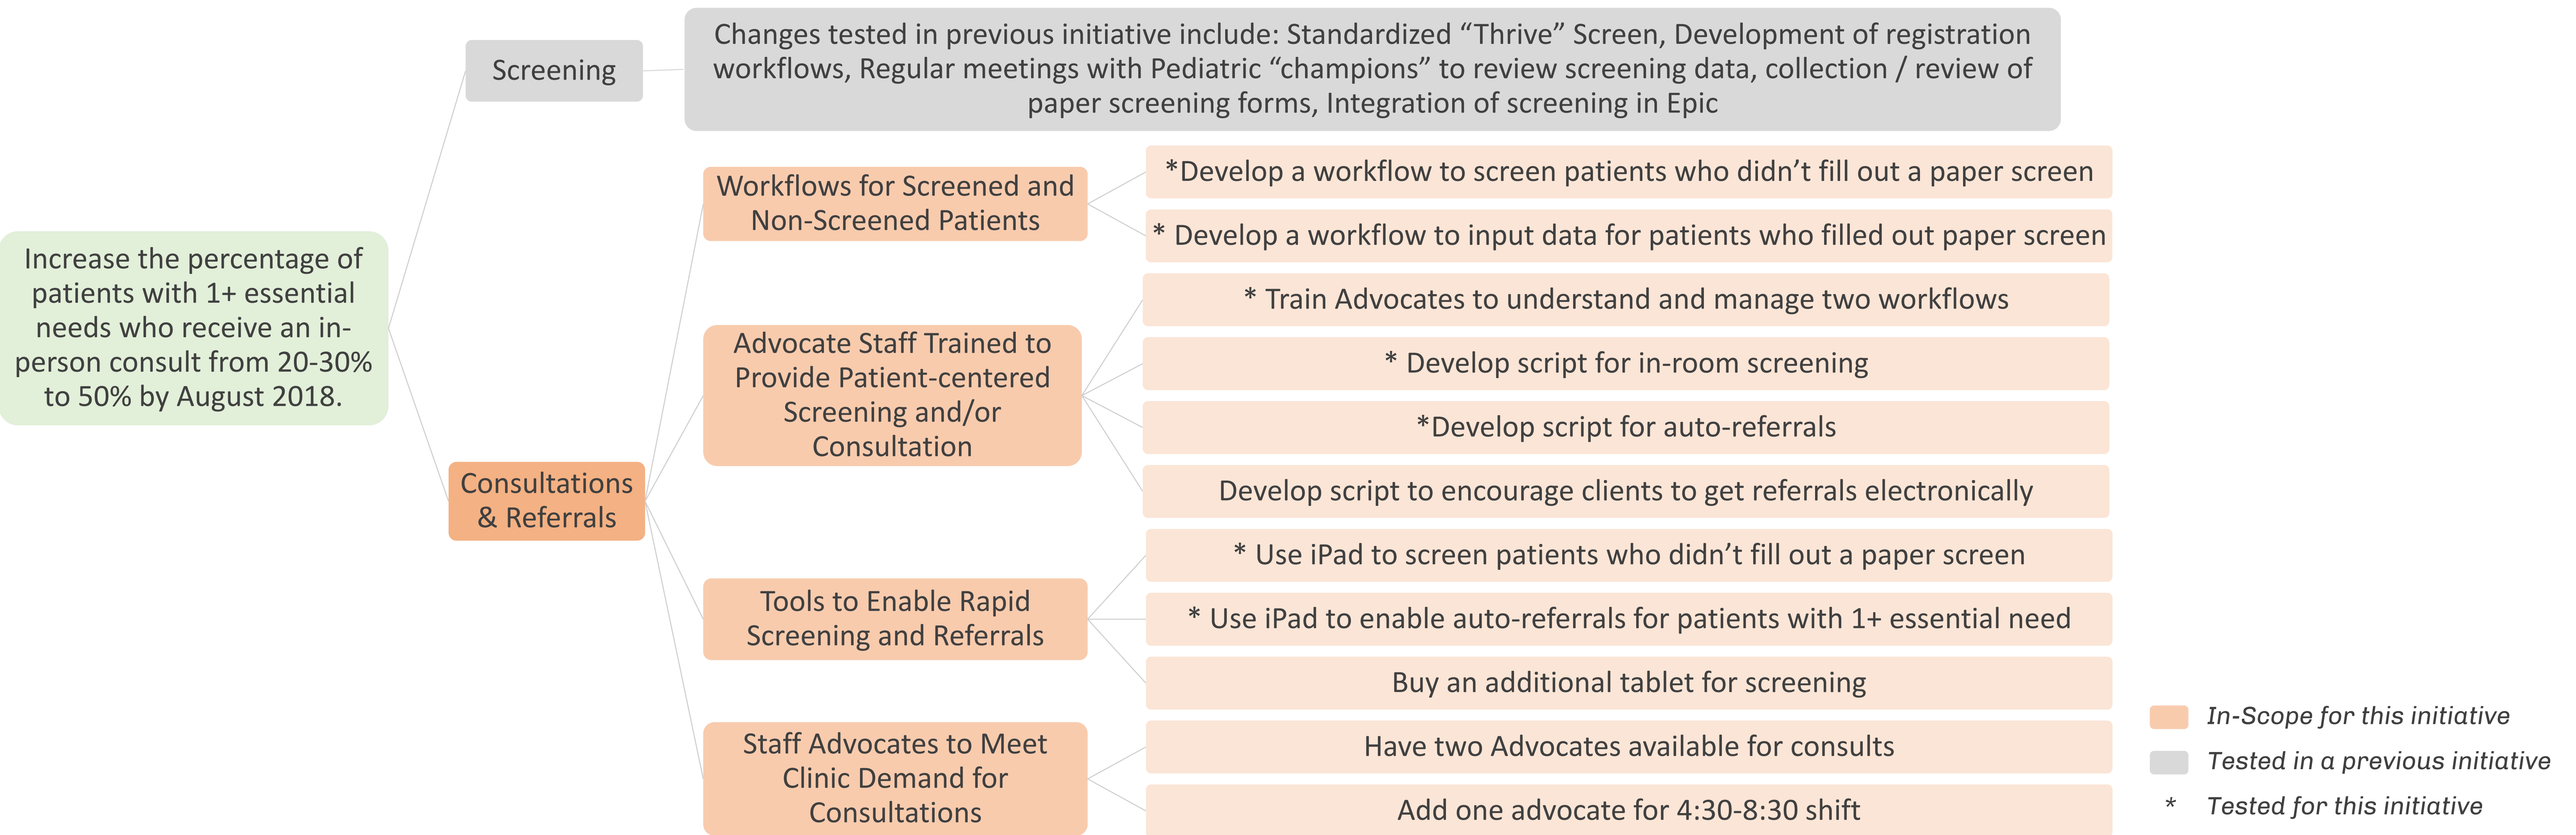 Changes tested in previous initiative include: Standardized “Thrive” Screen, Development of registration
workflows, Regular meetings with Pediatric “champions” to review screening data, collection / review of
paper screening forms, Integration of screening in Epic
Screening
Increase the percentage of
patients with 1+ essential
needs who receive an in-
person consult from 20-30%
to 50% by August 2018.
Consultations
& Referrals
Workflows for Screened and
Non-Screened Patients
*Develop a workflow to screen patients who didn’t fill out a paper screen
* Develop a workflow to input data for patients who filled out paper screen
Advocate Staff Trained to
Provide Patient-centered
Screening and/or
Consultation
* Train Advocates to understand and manage two workflows
* Develop script for in-room screening
*Develop script for auto-referrals
Develop script to encourage clients to get referrals electronically
Tools to Enable Rapid
Screening and Referrals
* Use iPad to screen patients who didn’t fill out a paper screen
* Use iPad to enable auto-referrals for patients with 1+ essential need
Buy an additional tablet for screening
Staff Advocates to Meet
Clinic Demand for
Consultations
Have two Advocates available for consults
Add one advocate for 4:30-8:30 shift
In-Scope for this initiative
Tested in a previous initiative
* Tested for this initiative